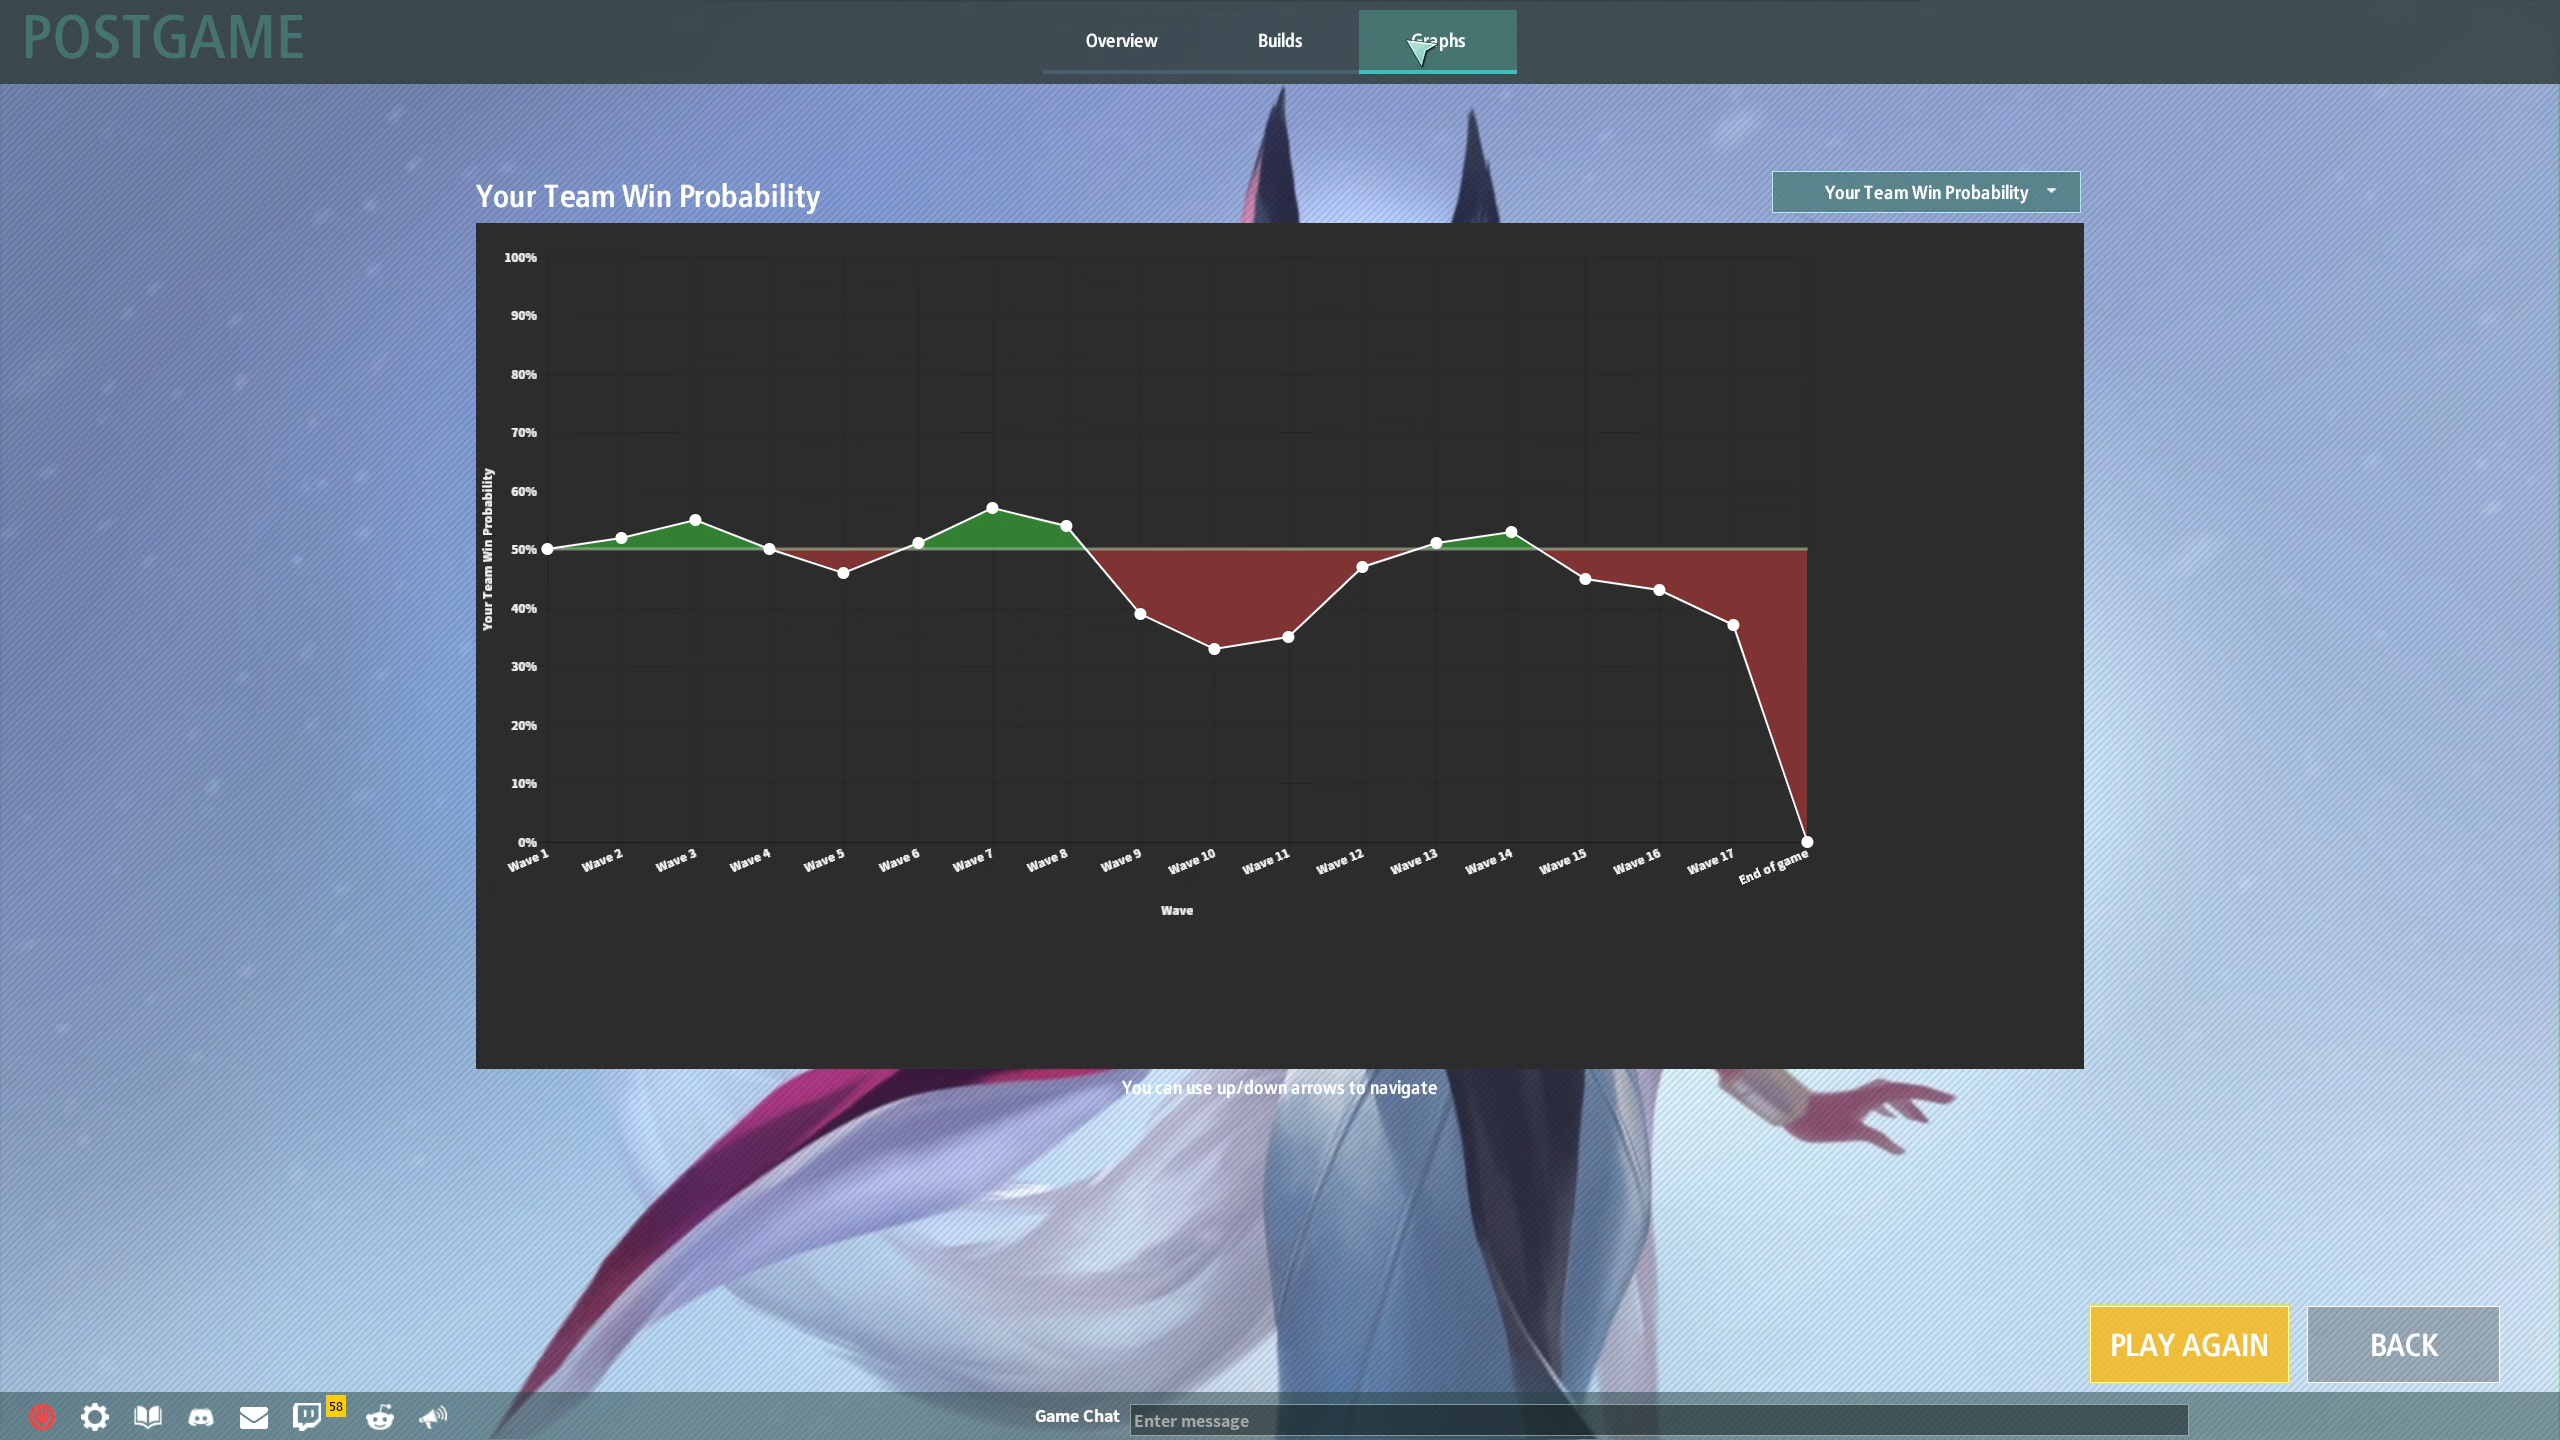 POSTGAME
Overview
Builds
Graphs
Your Team Win Probability
Your Team Win Probability
100%
90%
80%
70%
60%
50%
40%
30%
20%
10%
0%
Your Team Win Probability
Wave 1
Wave 2
Wave 3
Wave 4
Wave 5
Wave 6
Wave 7
Wave 8
Wave 9
Wave 10
Wave 11
Wave 12
Wave 13
Wave 14
Wave 15
Wave 16
Wave 17
End of game
Wave
You can use up/down arrows to navigate
PLAY AGAIN
BACK
58
Game Chat
Enter message